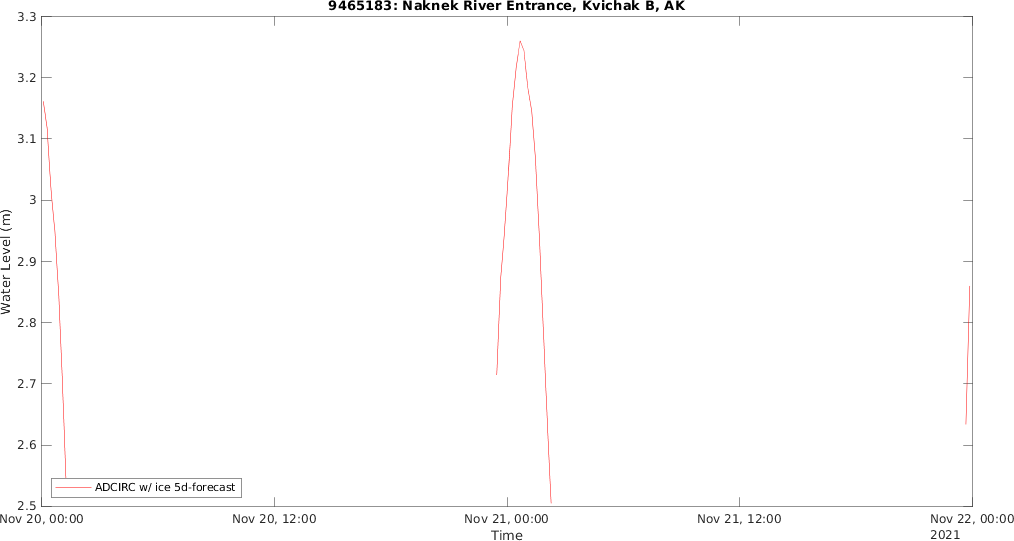 9465183: Naknek River Entrance, Kvichak B, AK
3.3
3.2
3.1
3
2.9
2.8
2.7
2.6
2.5
Water Level (m)
ADCIRC w/ ice 5d-forecast
Nov 20, 00:00 Nov 20, 12:00 Nov 21, 00:00 Nov 21, 12:00 Nov 22, 00:00
Time 2021